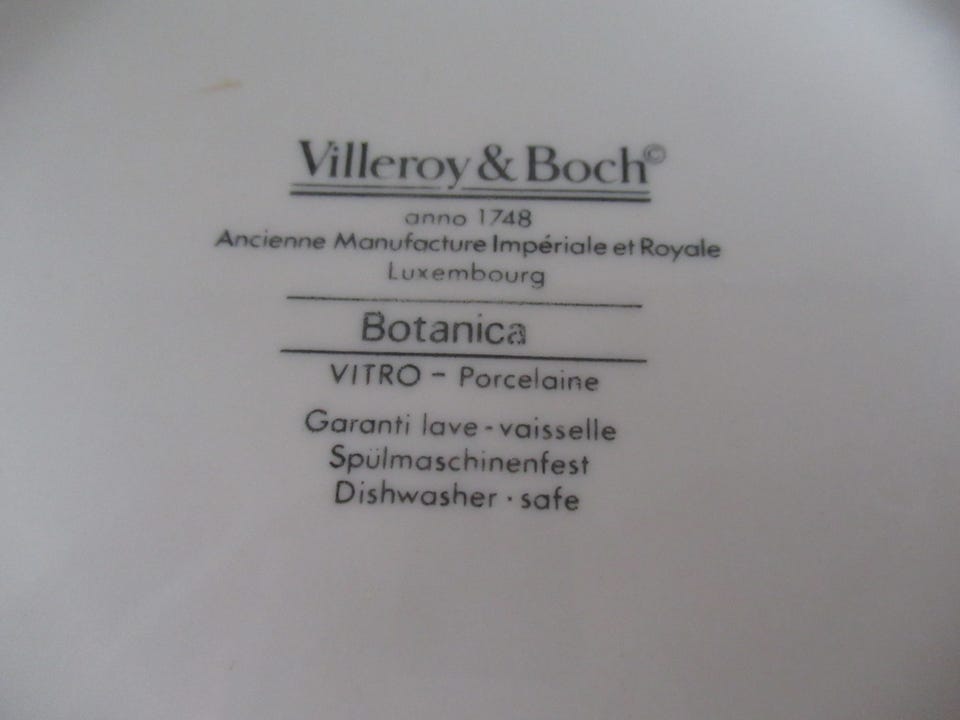 Villeroy & Boch©
anno 1748
Ancienne Manufacture Impériale et Royale
Luxembourg
Botanica
VITRO - Porcelaine
Garanti lave-vaisselle
Spülmaschinenfest
Dishwasher · safe